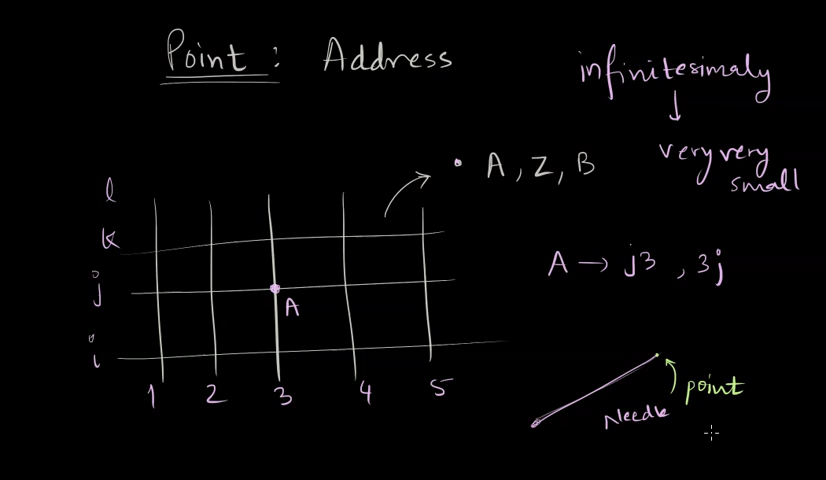 Point : Address
infinitesimaly
very very
small
• A, Z, B
l
k
j
i
A
1 2 3 4 5
A → j3 , 3j
Needle
point